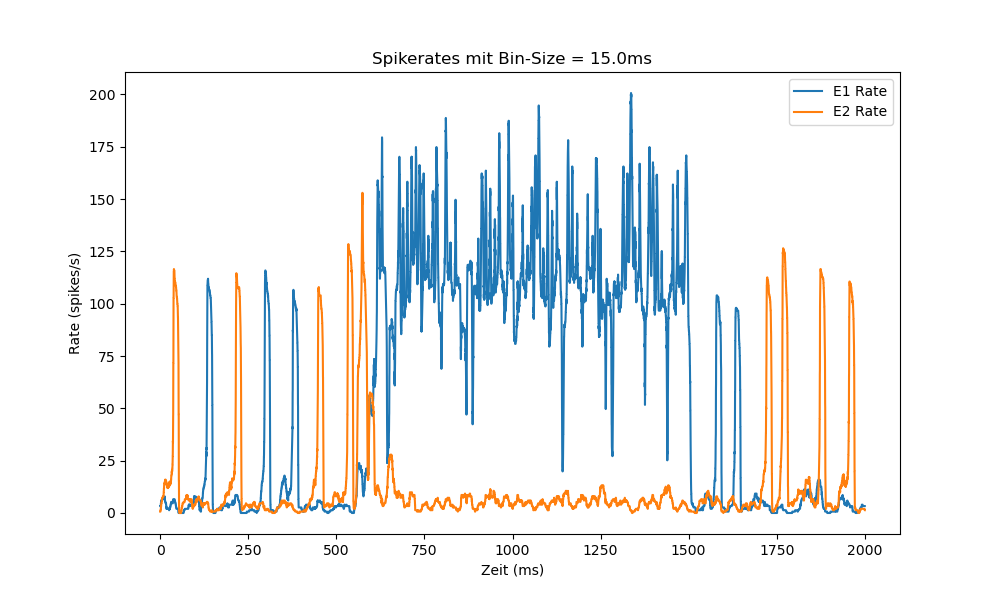 Spikerates mit Bin-Size = 15.0ms
E1 Rate
E2 Rate
200
175
150
125
100
75
50
25
0
Rate (spikes/s)
0 250 500 750 1000 1250 1500 1750 2000
Zeit (ms)